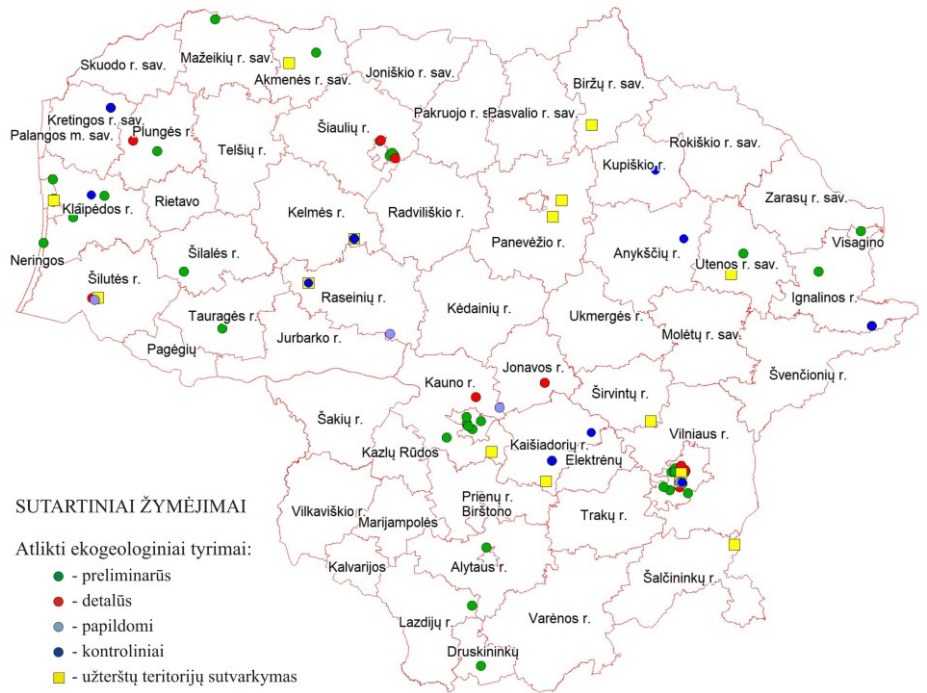 Skuodo r. sav.
Mažeikių r. sav.
Akmenės r. sav.
Joniškio r. sav.
Biržų r. sav.
Kretingos r. sav.
Palangos m. sav.
Plungės r.
Telšių r.
Šiaulių r.
Pakruojo r. s
Pasvalio r. sav.
Rokiškio r. sav.
Kupiškio r.
Klaipėdos r.
Rietavo
Kelmės r.
Radviliškio r.
Panevėžio r.
Zarasų r. sav.
Anykščių r.
Visagino
Neringos
Šilalės r.
Utenos r. sav.
Šilutės r.
Raseinių r.
Kėdainių r.
Ignalinos r.
Tauragės r.
Ukmergės r.
Jurbarko r.
Molėtų r. sav.
Pagėgių
Švenčionių r.
Jonavos r.
Kauno r.
Širvintų r.
Šakių r.
Vilniaus r.
Kaišiadorių r.
Kazlų Rūdos
Elektrėnų
Vilkaviškio r.
Marijampolės
Prienų r.
Birštono
Trakų r.
Kalvarijos
Alytaus r.
Šalčininkų r.
Lazdijų r.
Varėnos r.
Druskininkų
SUTARTINIAI ŽYMĖJIMAI
Atlikti ekogeologiniai tyrimai:
- preliminarūs
- detalūs
- papildomi
- kontroliniai
- užterštų teritorijų sutvarkymas